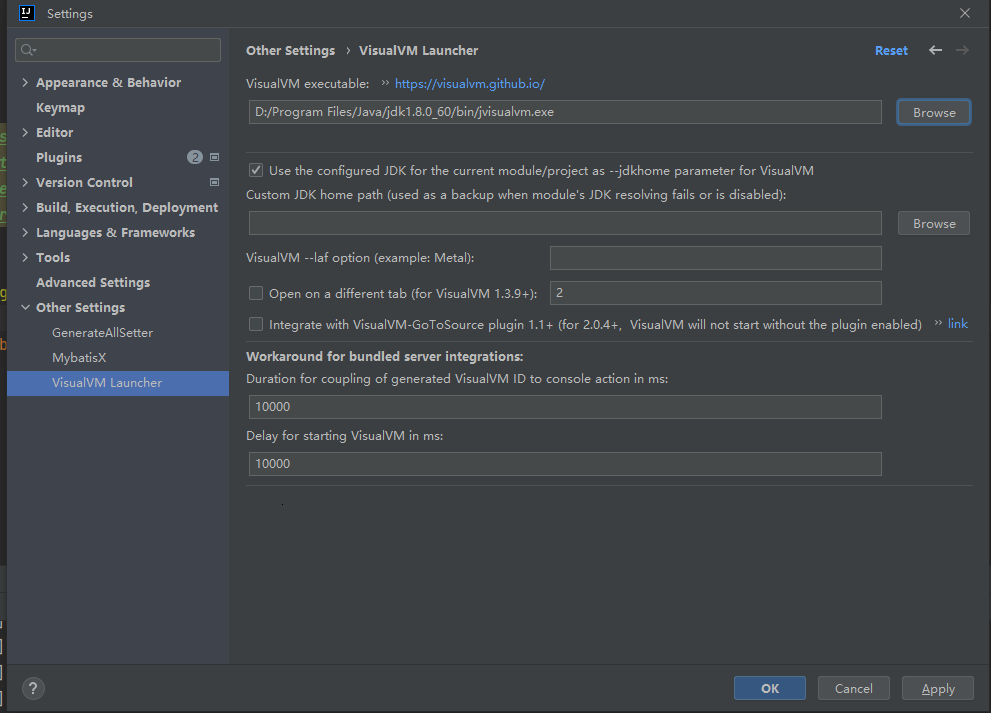 Settings
Other Settings › VisualVM Launcher
Reset
VisualVM executable: https://visualvm.github.io/
D:/Program Files/Java/jdk1.8.0_60/bin/jvisualvm.exe
Browse
Appearance & Behavior
Keymap
Editor
Plugins
2
Version Control
Build, Execution, Deployment
Languages & Frameworks
Tools
Advanced Settings
Other Settings
GenerateAllSetter
MybatisX
VisualVM Launcher
Use the configured JDK for the current module/project as --jdkhome parameter for VisualVM
Custom JDK home path (used as a backup when module's JDK resolving fails or is disabled):
Browse
VisualVM --laf option (example: Metal):
Open on a different tab (for VisualVM 1.3.9+):
2
Integrate with VisualVM-GoToSource plugin 1.1+ (for 2.0.4+, VisualVM will not start without the plugin enabled)
link
Workaround for bundled server integrations:
Duration for coupling of generated VisualVM ID to console action in ms:
10000
Delay for starting VisualVM in ms:
10000
?
OK
Cancel
Apply